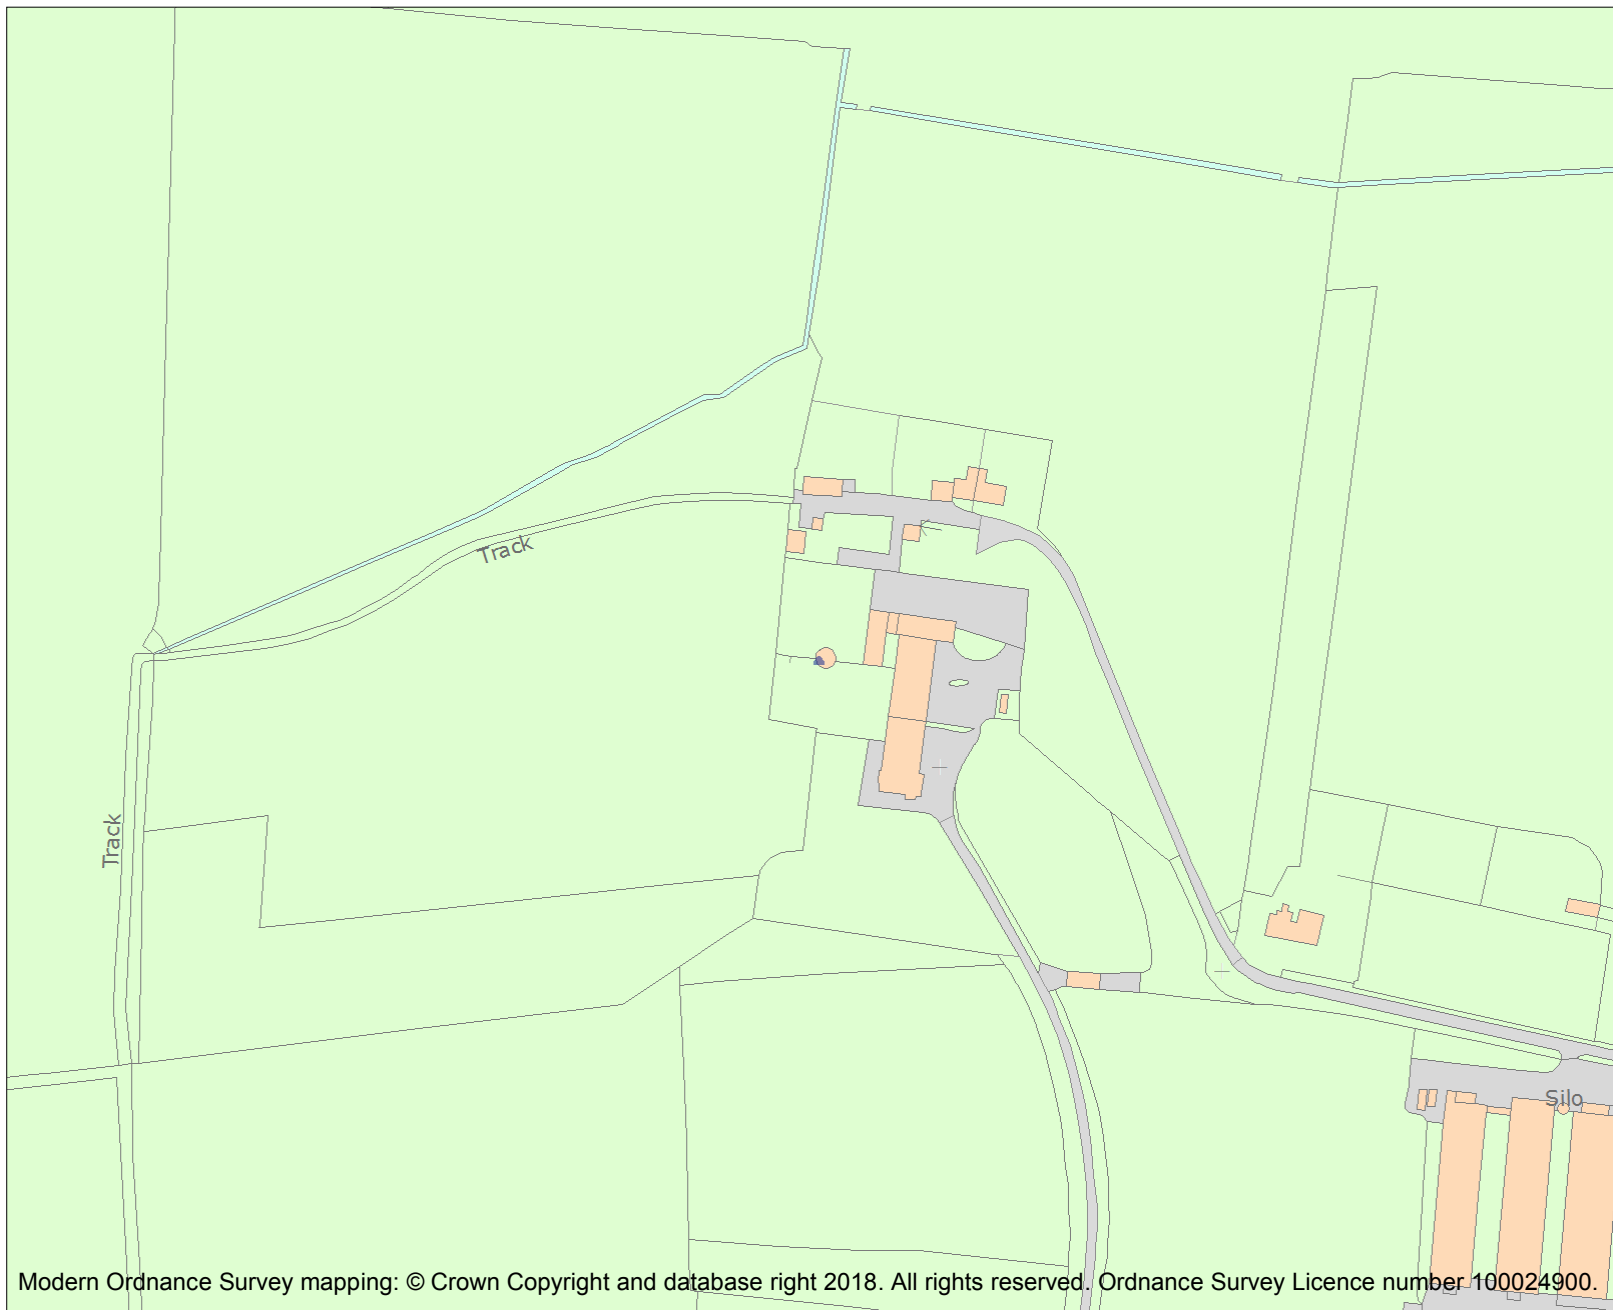 Track
Track
Silo
Modern Ordnance Survey mapping: © Crown Copyright and database right 2018. All rights reserved. Ordnance Survey Licence number 100024900.